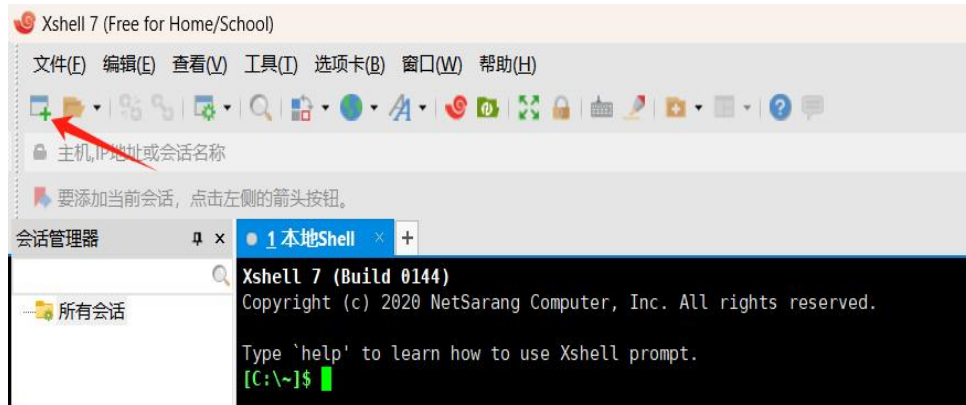 Xshell 7 (Free for Home/School)
文件(F) 编辑(E) 查看(V) 工具(T) 选项卡(B) 窗口(W) 帮助(H)
主机,IP地址或会话名称
要添加当前会话，点击左侧的箭头按钮。
会话管理器
1 本地Shell × +
Xshell 7 (Build 0144)
Copyright (c) 2020 NetSarang Computer, Inc. All rights reserved.
所有会话
Type `help' to learn how to use Xshell prompt.
[C:\~]$